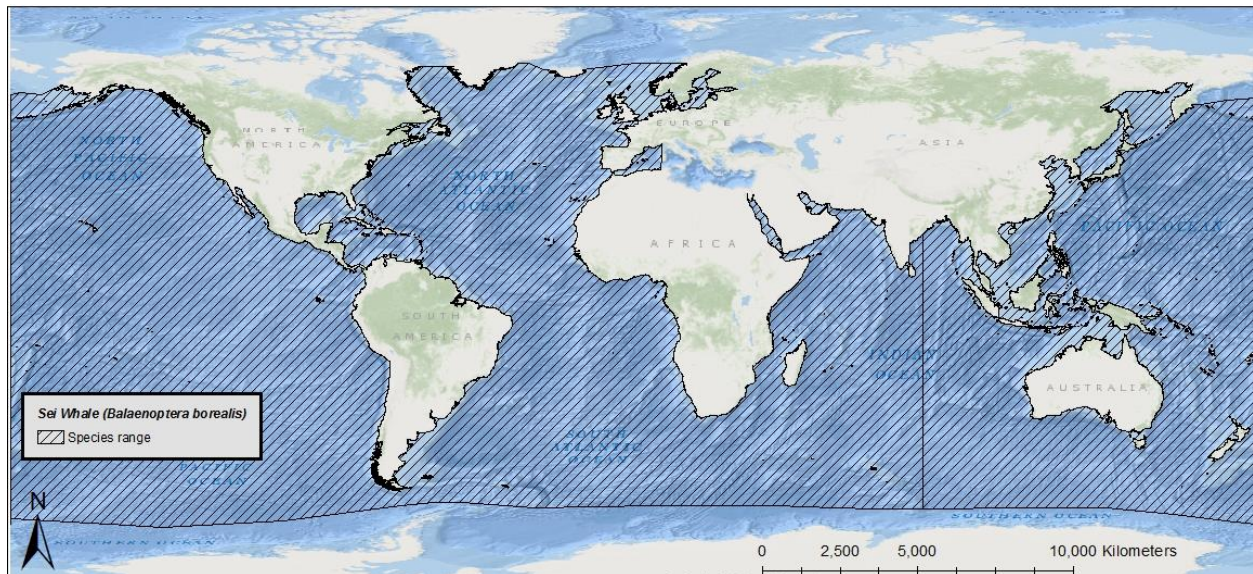 NORTH
PACIFIC
OCEAN
NORTH
AMERICA
NORTH
ATLANTIC
OCEAN
EUROPE
ASIA
AFRICA
PACIFIC OCEAN
SOUTH
AMERICA
INDIAN
OCEAN
AUSTRALIA
Sei Whale (Balaenoptera borealis)
Species range
SOUTH
ATLANTIC
OCEAN
PACIFIC
OCEAN
N
SOUTHERN OCEAN
SOUTHERN OCEAN
0 2,500 5,000 10,000 Kilometers